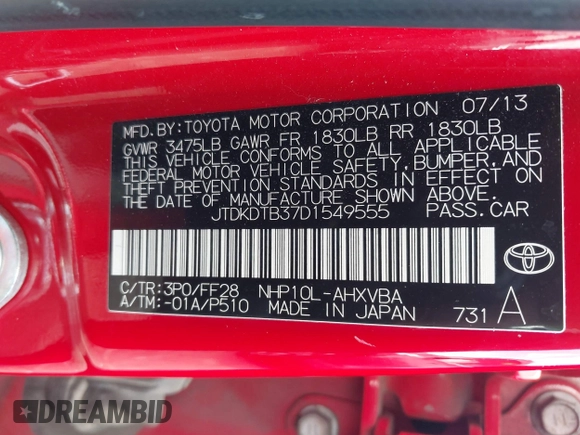 MFD. BY: TOYOTA MOTOR CORPORATION 07/13
GVWR 3475LB GAWR FR 1830LB RR 1830LB
THIS VEHICLE CONFORMS TO ALL APPLICABLE
FEDERAL MOTOR VEHICLE SAFETY, BUMPER, AND
THEFT PREVENTION STANDARDS IN EFFECT ON
THE DATE OF MANUFACTURE SHOWN ABOVE.
JTDKDTB37D1549555 PASS. CAR
TOYOTA
C/TR: 3P0/FF28 NHP10L-AHXVBA
A/TM: -01A/P510 MADE IN JAPAN 731 A
DREAMBID